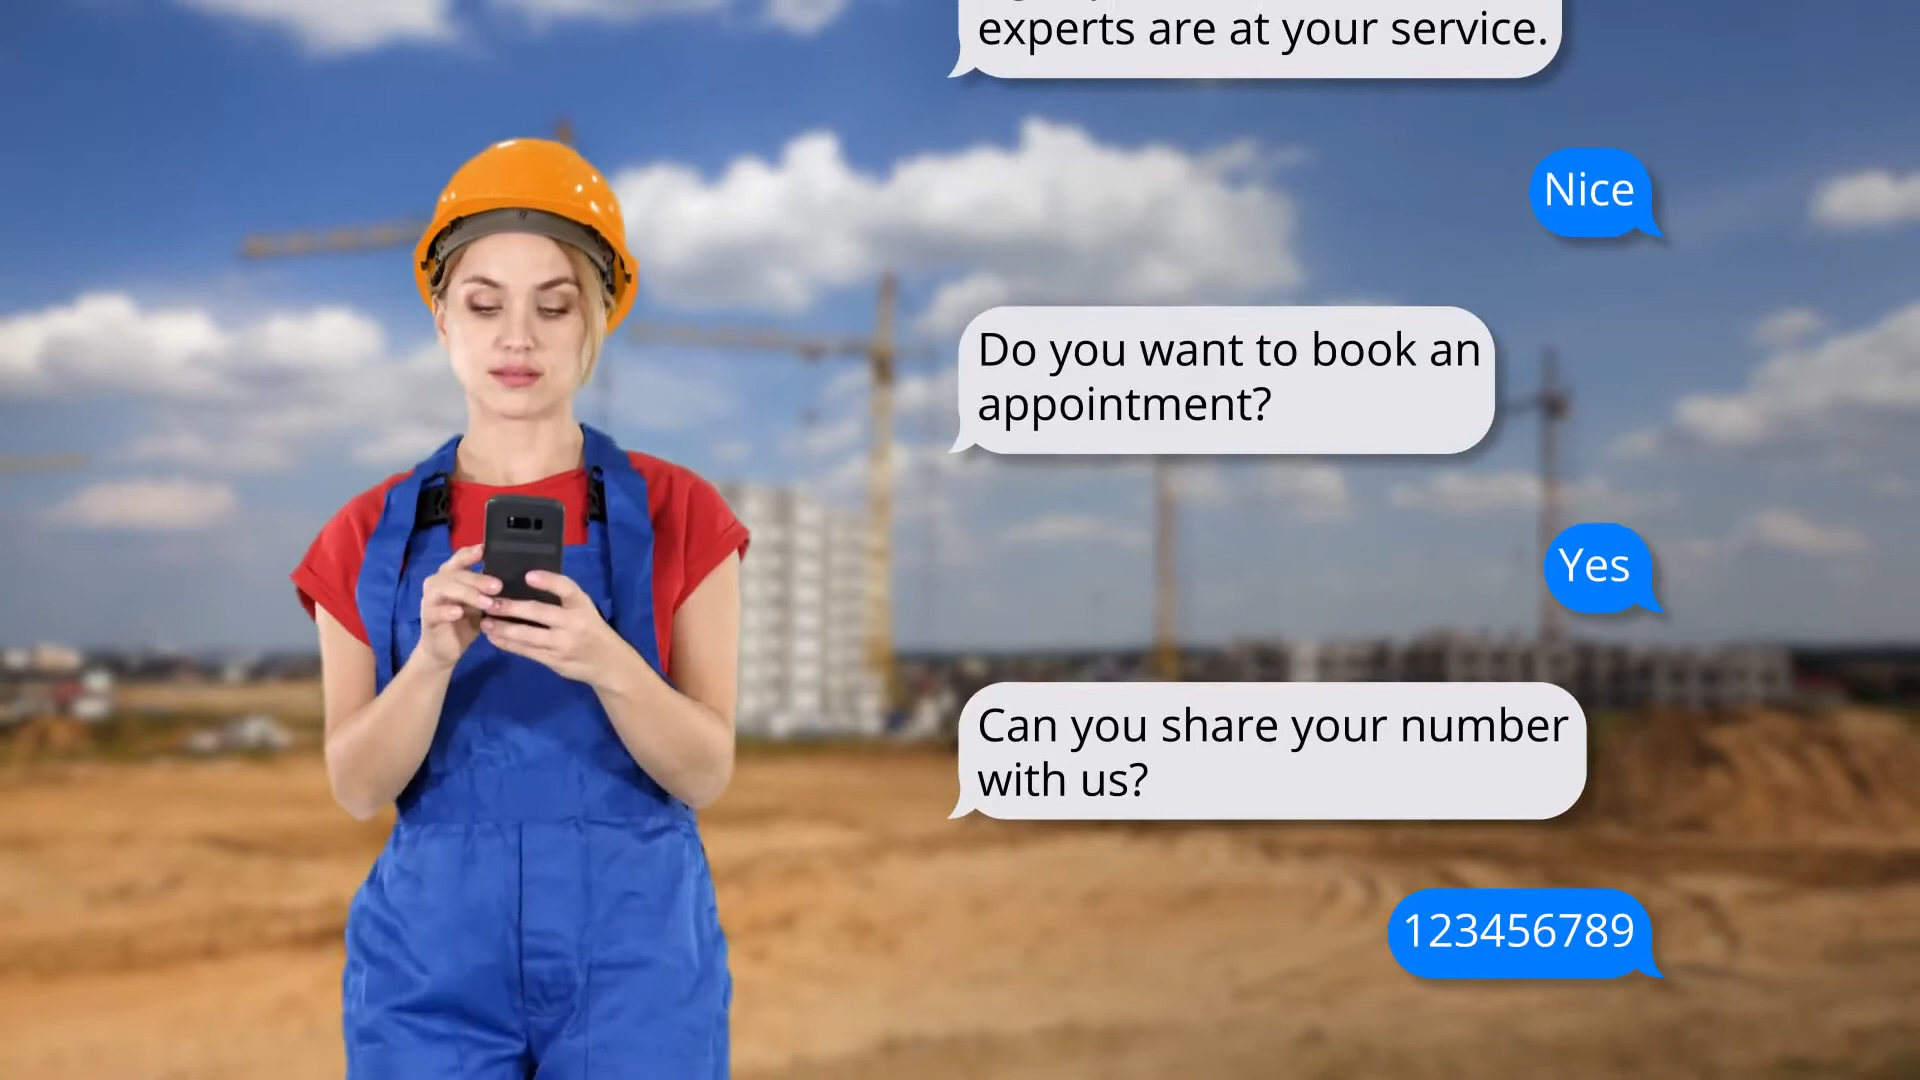 experts are at your service.
Nice
Do you want to book an
appointment?
Yes
Can you share your number
with us?
123456789